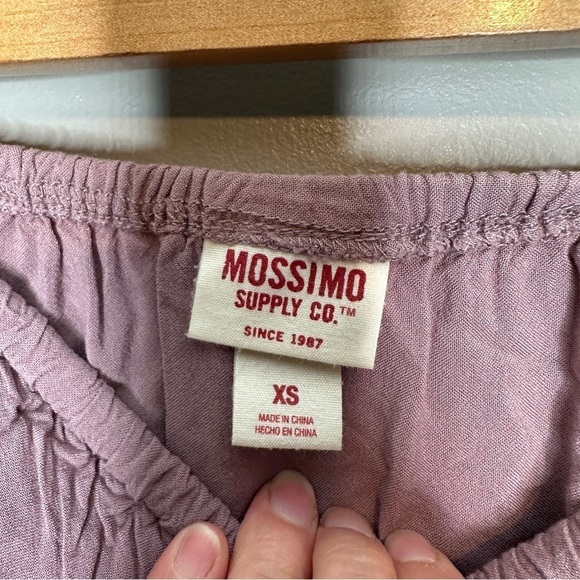 MOSSIMO
SUPPLY CO.™
SINCE 1987
XS
MADE IN CHINA
HECHO EN CHINA